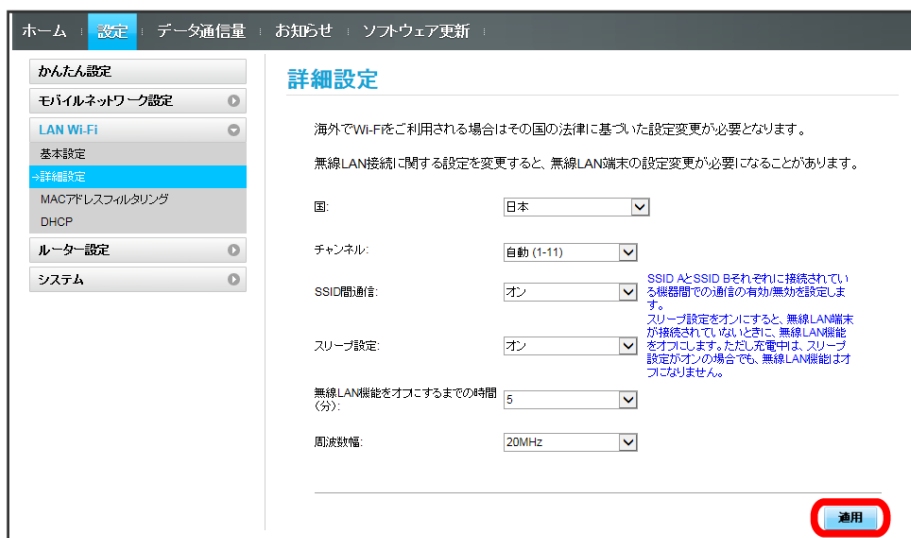 ホーム 設定 データ通信量 お知らせ ソフトウェア更新
かんたん設定
モバイルネットワーク設定
LAN Wi-Fi
基本設定
→詳細設定
MACアドレスフィルタリング
DHCP
ルーター設定
システム
詳細設定
海外でWi-Fiをご利用される場合はその国の法律に基づいた設定変更が必要となります。
無線LAN接続に関する設定を変更すると、無線LAN端末の設定変更が必要になることがあります。
国: 日本
チャンネル: 自動 (1-11)
SSID間通信: オン
SSID AとSSID Bそれぞれに接続されてい
る機器間での通信の有効/無効を設定しま
す。
スリープ設定: オン
スリープ設定をオンにすると、無線LAN端末
が接続されていないときに、無線LAN機能
をオフにします。ただし充電中は、スリープ
設定がオンの場合でも、無線LAN機能はオ
フになりません。
無線LAN機能をオフにするまでの時間
(分): 5
周波数幅: 20MHz
適用